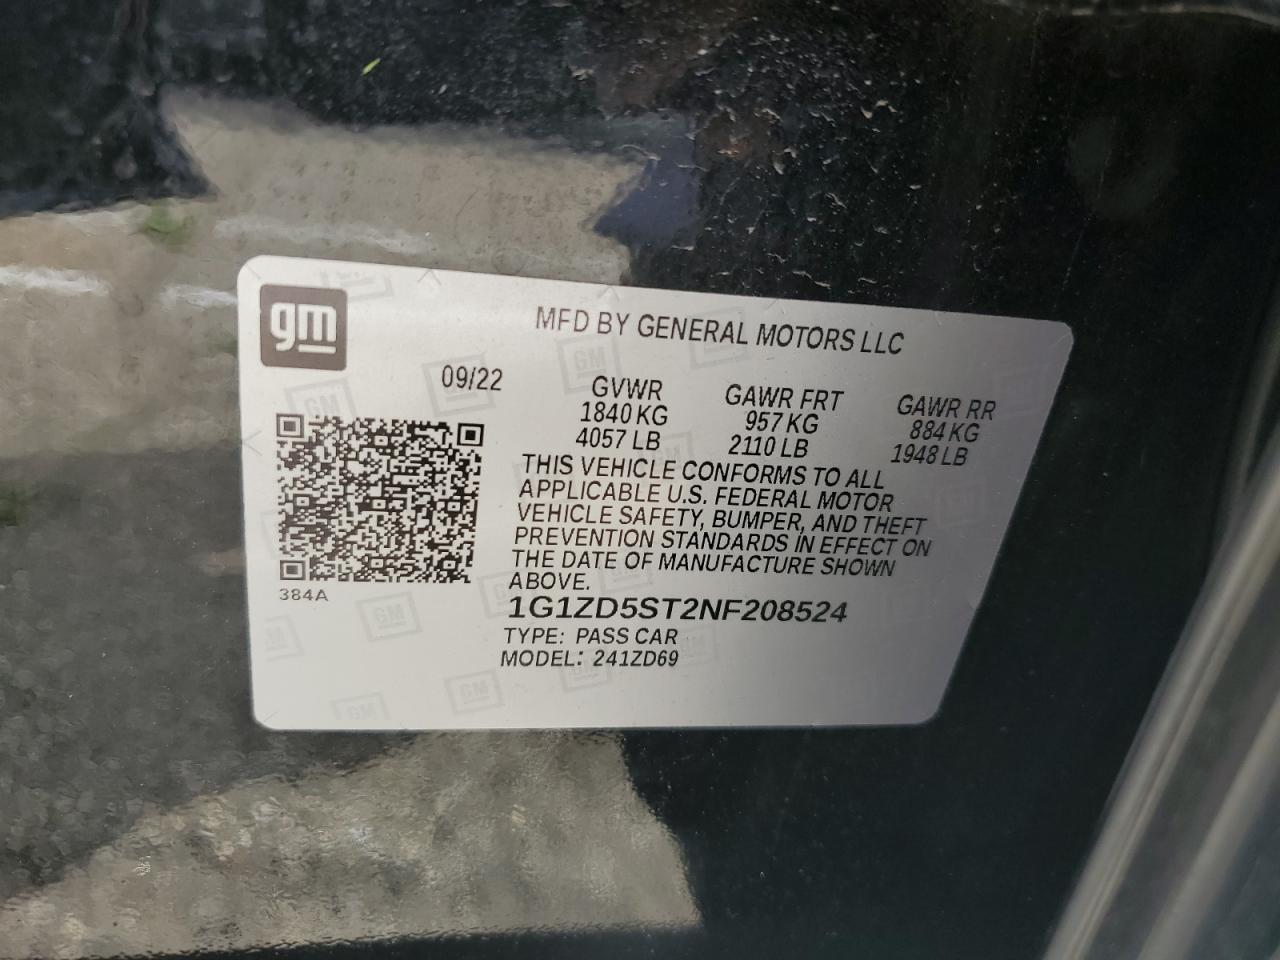 gm
MFD BY GENERAL MOTORS LLC
09/22
GVWR
1840 KG
4057 LB
GAWR FRT
957 KG
2110 LB
GAWR RR
884 KG
1948 LB
THIS VEHICLE CONFORMS TO ALL
APPLICABLE U.S. FEDERAL MOTOR
VEHICLE SAFETY, BUMPER, AND THEFT
PREVENTION STANDARDS IN EFFECT ON
THE DATE OF MANUFACTURE SHOWN
ABOVE.
384A
1G1ZD5ST2NF208524
TYPE: PASS CAR
MODEL: 241ZD69